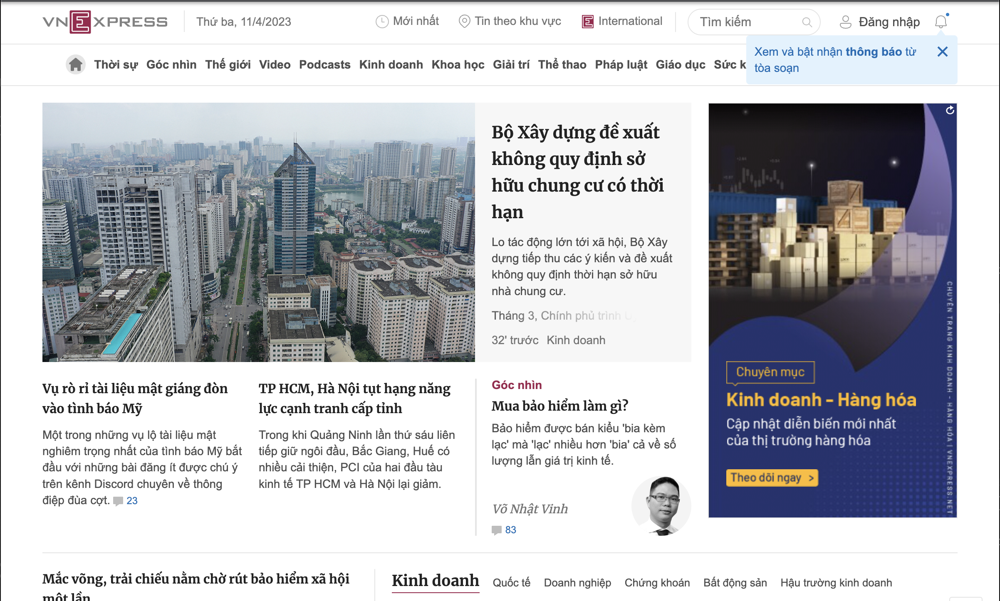 VNEXPRESS
Thứ ba, 11/4/2023
Mới nhất
Tin theo khu vực
International
Tìm kiếm
Đăng nhập
Xem và bật nhận thông báo từ
tòa soạn
Thời sự Góc nhìn Thế giới Video Podcasts Kinh doanh Khoa học Giải trí Thể thao Pháp luật Giáo dục Sức k
Bộ Xây dựng đề xuất
không quy định sở
hữu chung cư có thời
hạn
Lo tác động lớn tới xã hội, Bộ Xây
dựng tiếp thu các ý kiến và đề xuất
không quy định thời hạn sở hữu
nhà chung cư.
Tháng 3, Chính phủ trình
32' trước Kinh doanh
Vụ rò rỉ tài liệu mật giáng đòn
vào tình báo Mỹ
Một trong những vụ lộ tài liệu mật
nghiêm trọng nhất của tình báo Mỹ bắt
đầu với những bài đăng ít được chú ý
trên kênh Discord chuyên về thông
điệp đùa cợt. 23
TP HCM, Hà Nội tụt hạng năng
lực cạnh tranh cấp tỉnh
Trong khi Quảng Ninh lần thứ sáu liên
tiếp giữ ngôi đầu, Bắc Giang, Huế có
nhiều cải thiện, PCI của hai đầu tàu
kinh tế TP HCM và Hà Nội lại giảm.
Góc nhìn
Mua bảo hiểm làm gì?
Bảo hiểm được bán kiểu 'bia kèm
lạc' mà 'lạc' nhiều hơn 'bia' cả về số
lượng lẫn giá trị kinh tế.
Võ Nhật Vinh
83
Chuyên mục
Kinh doanh - Hàng hóa
Cập nhật diễn biến mới nhất
của thị trường hàng hóa
Theo dõi ngay >
CHUYÊN TRANG KINH DOANH - HÀNG HÓA | VNEXPRESS.NET
Mắc võng, trải chiếu nằm chờ rút bảo hiểm xã hội
một lần
Kinh doanh Quốc tế Doanh nghiệp Chứng khoán Bất động sản Hậu trường kinh doanh